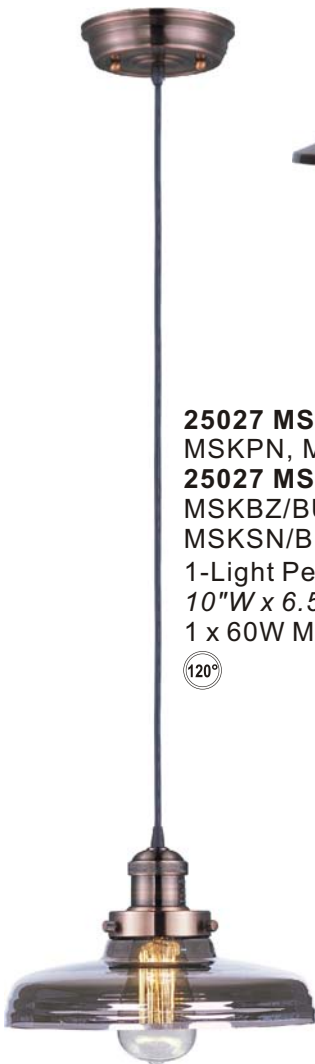 25027 MS
MSKPN, M
25027 MS
MSKBZ/BU
MSKSN/B
1-Light Pe
10"W x 6.5
1 x 60W M
120°